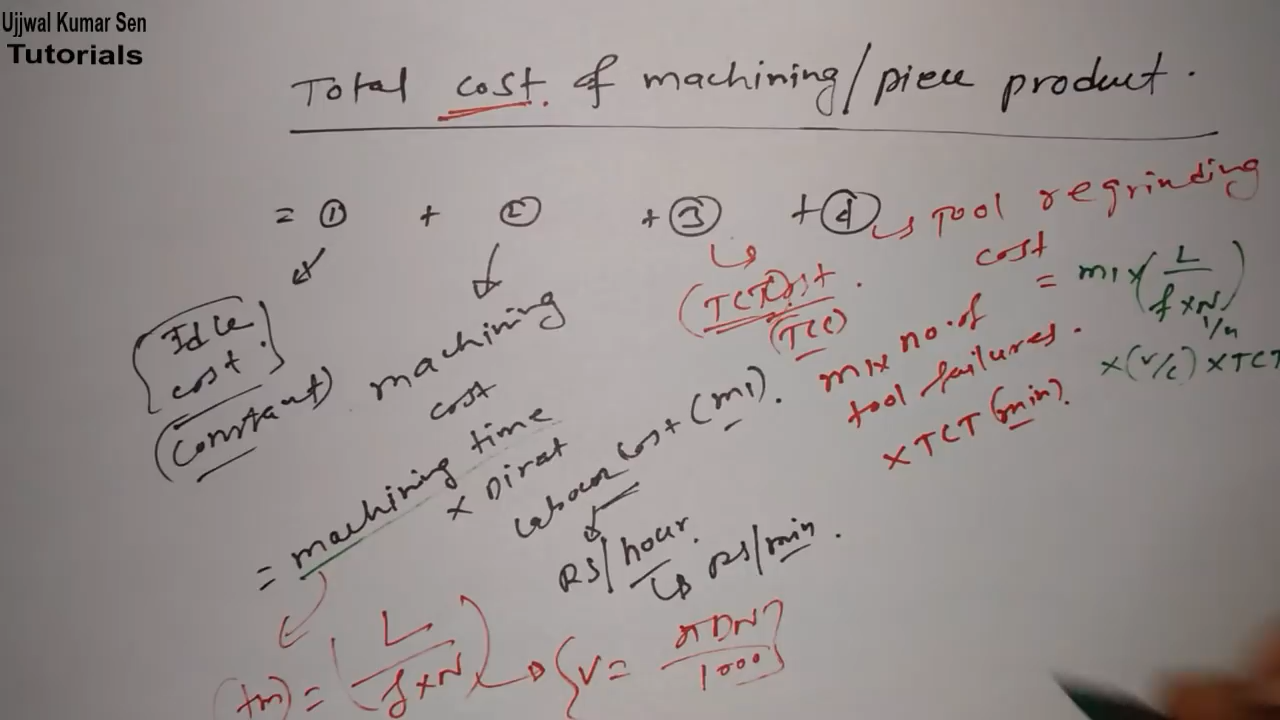 Ujjwal Kumar Sen
Tutorials
Total cost of machining/piece product.
= ① + ② + ③ + ④
Idle
cost.
(constant)
machining
cost
= machining time
× Direct
Labour cost (m1).
RS/hour.
RS/min.
(tm) = (L / f×N)
{V = πDN / 1000}
(TCT) cost.
(TCC)
Tool regrinding
cost
m1× no. of
tool failures.
× TCT (min).
= m1×(L / f×N)
×(V/C)^1/n × TCT